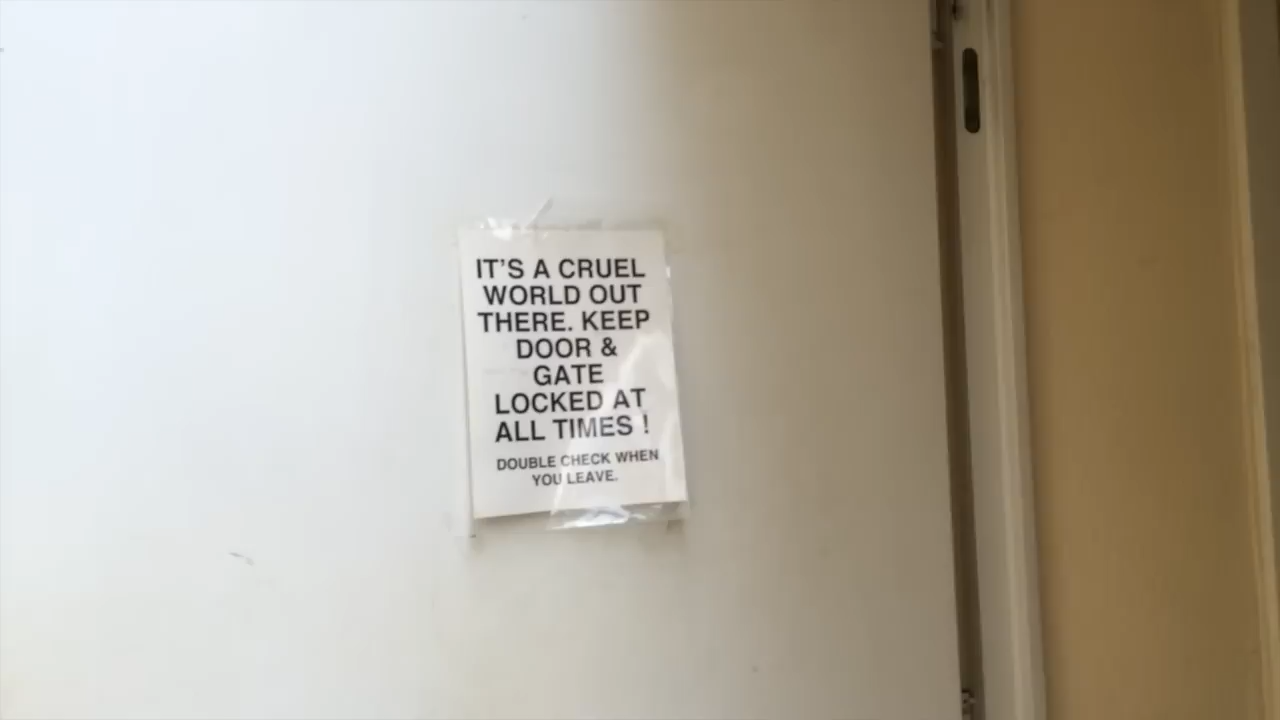 IT'S A CRUEL
WORLD OUT
THERE. KEEP
DOOR &
GATE
LOCKED AT
ALL TIMES !
DOUBLE CHECK WHEN
YOU LEAVE.